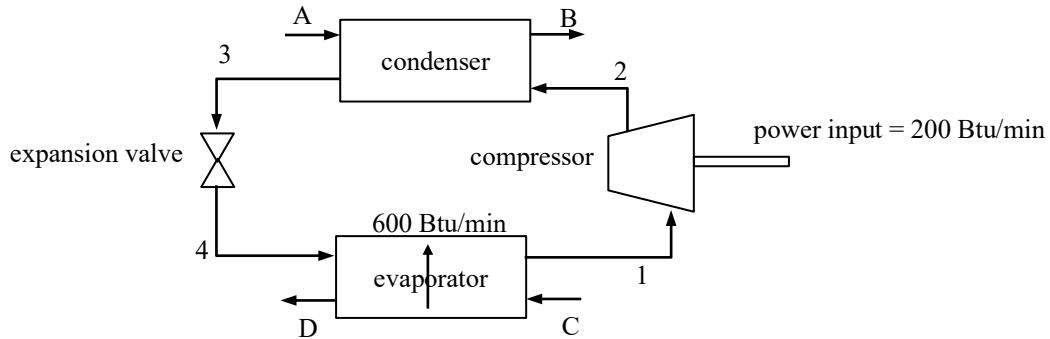 A
B
condenser
3
2
power input = 200 Btu/min
expansion valve
compressor
600 Btu/min
4
evaporator
1
D
C